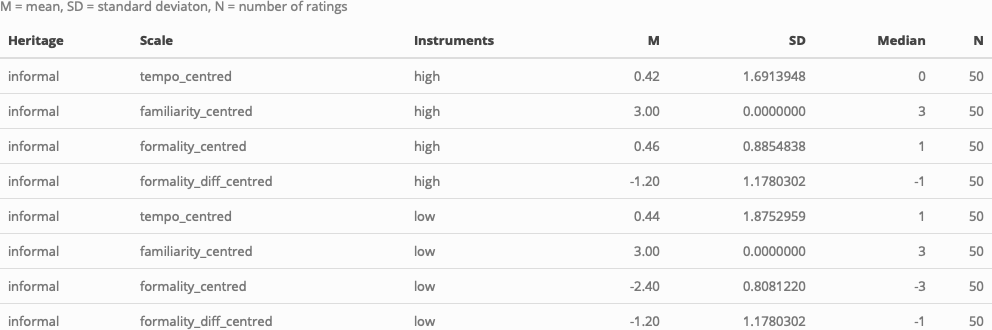 M = mean, SD = standard deviaton, N = number of ratings
Heritage Scale Instruments M SD Median N
informal tempo_centred high 0.42 1.6913948 0 50
informal familiarity_centred high 3.00 0.0000000 3 50
informal formality_centred high 0.46 0.8854838 1 50
informal formality_diff_centred high -1.20 1.1780302 -1 50
informal tempo_centred low 0.44 1.8752959 1 50
informal familiarity_centred low 3.00 0.0000000 3 50
informal formality_centred low -2.40 0.8081220 -3 50
informal formality_diff_centred low -1.20 1.1780302 -1 50